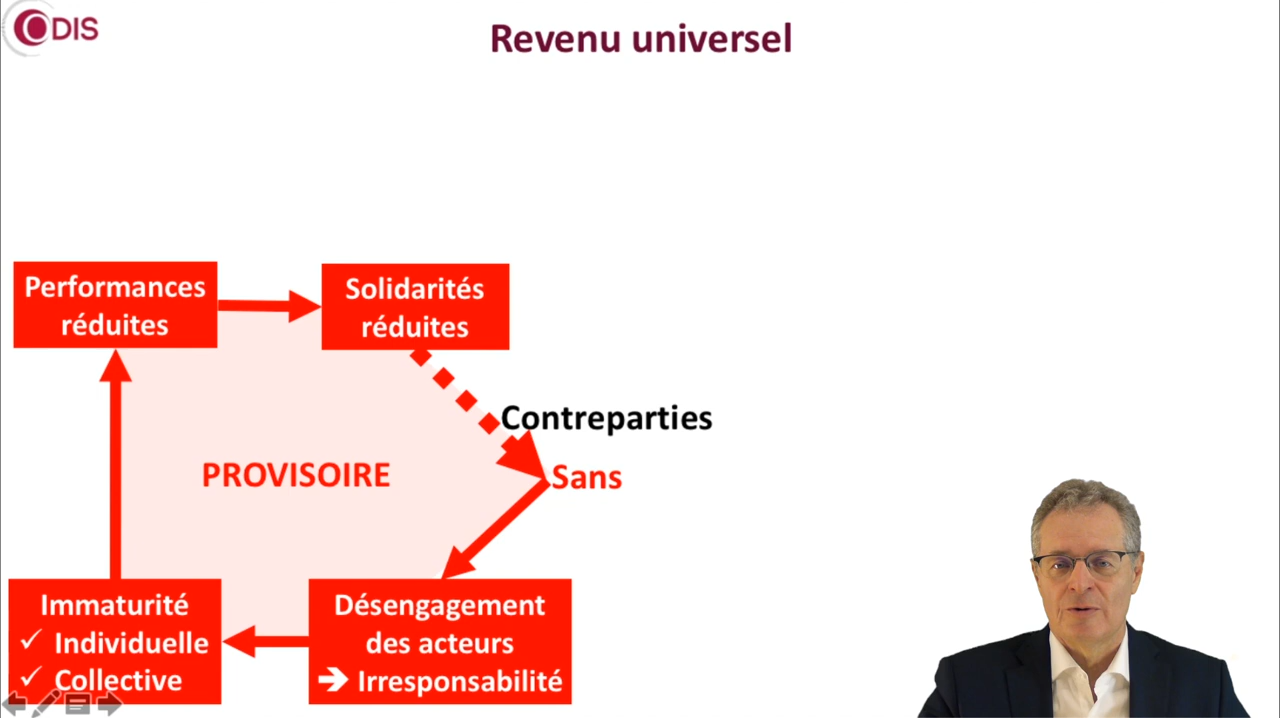 ODIS
Revenu universel
Performances
réduites
Solidarités
réduites
Contreparties
Sans
PROVISOIRE
Immaturité
✓ Individuelle
✓ Collective
Désengagement
des acteurs
➔ Irresponsabilité